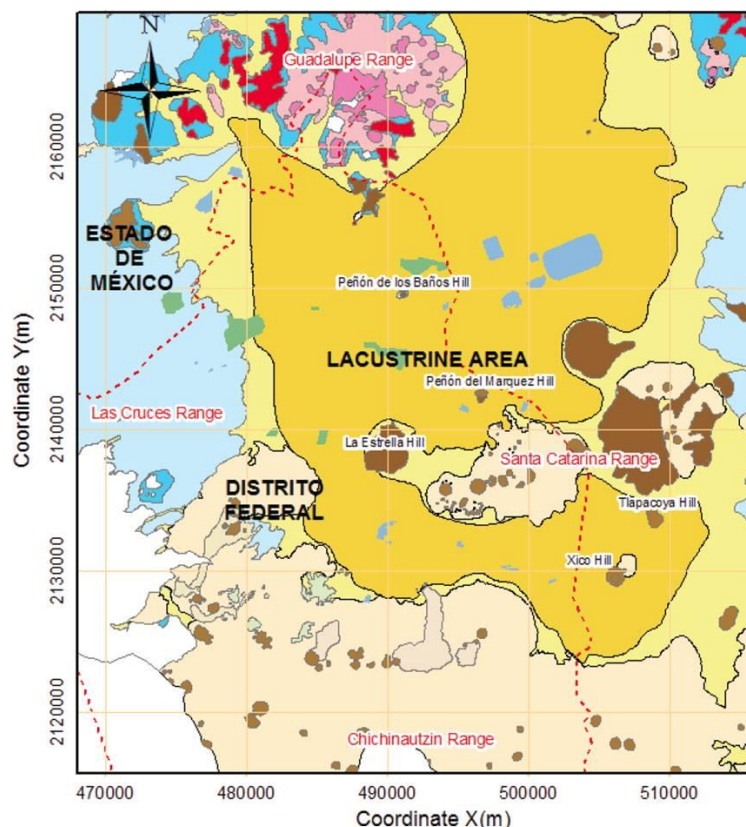 N
Guadalupe Range
2160000
ESTADO
DE
MÉXICO
2150000
Peñón de los Baños Hill
LACUSTRINE AREA
Peñón del Marquez Hill
Las Cruces Range
2140000
La Estrella Hill
Santa Catarina Range
DISTRITO
FEDERAL
Tlapacoya Hill
Xico Hill
2130000
2120000
Chichinautzin Range
Coordinate Y(m)
470000 480000 490000 500000 510000
Coordinate X(m)